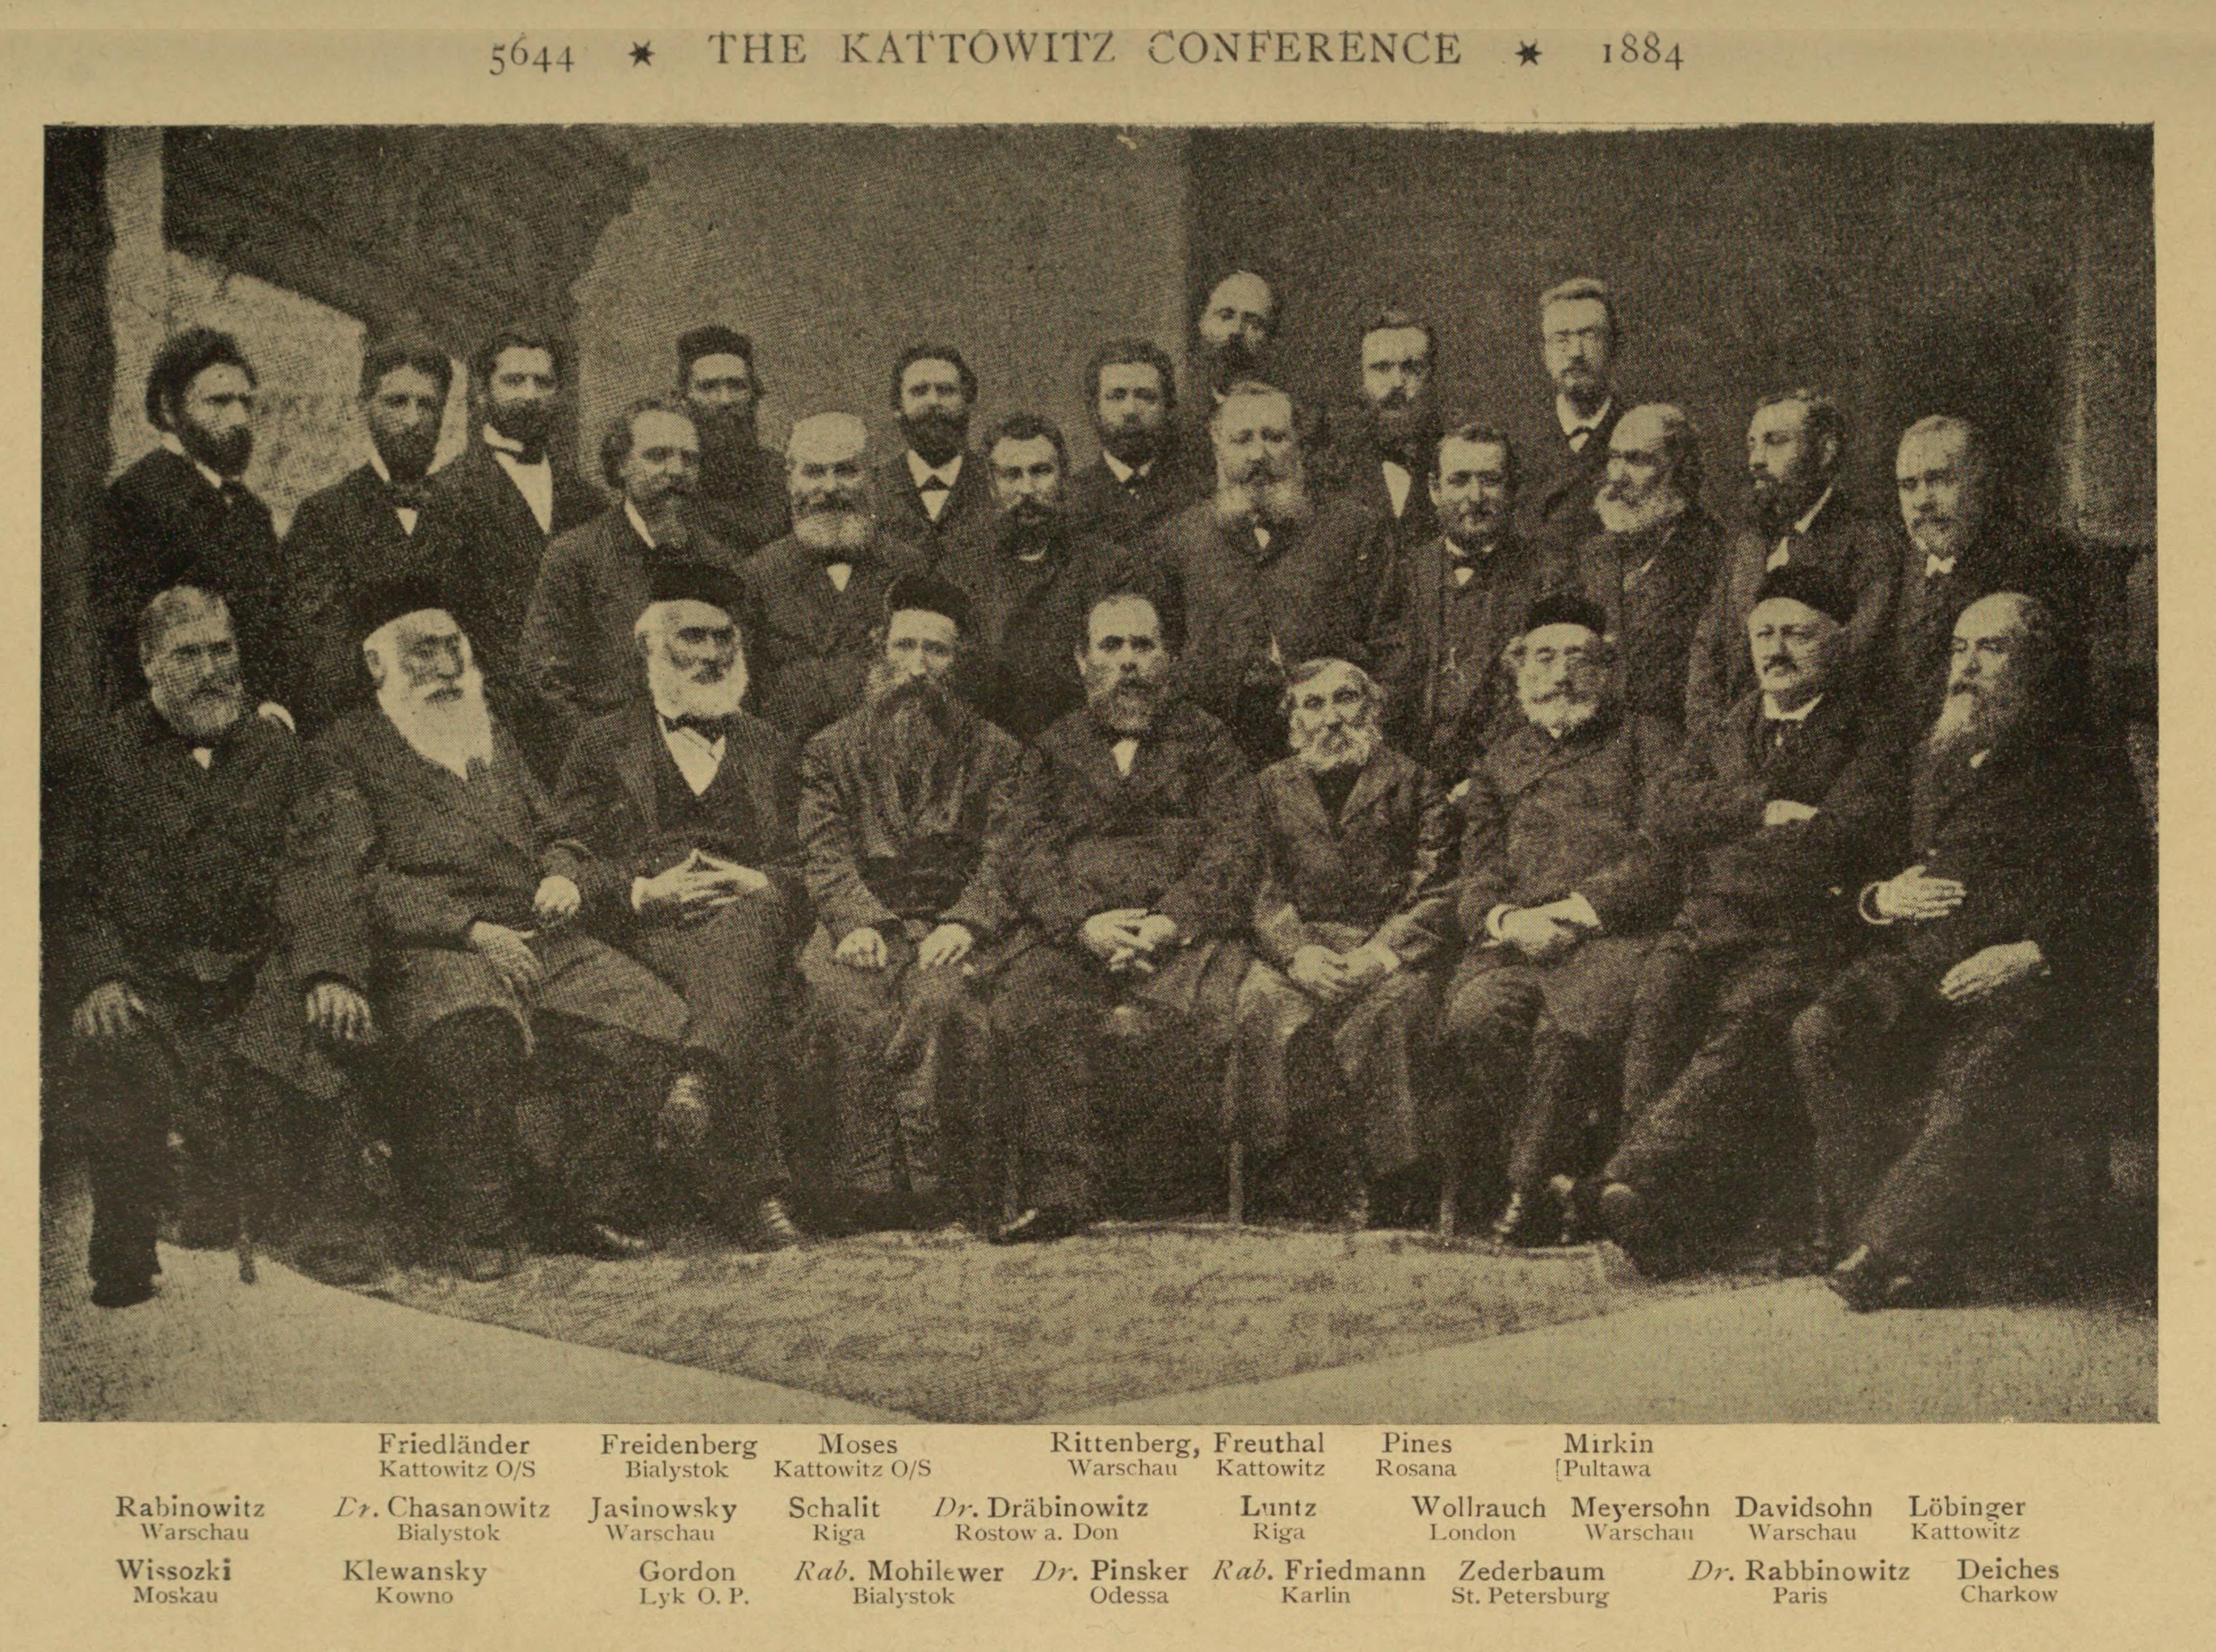 5644 ★ THE KATTOWITZ CONFERENCE ★ 1884
Friedländer Freidenberg Moses Rittenberg, Freuthal Pines Mirkin
Kattowitz O/S Bialystok Kattowitz O/S Warschau Kattowitz Rosana [Pultawa
Rabinowitz Dr. Chasanowitz Jasinowsky Schalit Dr. Dräbinowitz Luntz Wollrauch Meyersohn Davidsohn Löbinger
Warschau Bialystok Warschau Riga Rostow a. Don Riga London Warschau Warschau Kattowitz
Wissozki Klewansky Gordon Rab. Mohilewer Dr. Pinsker Rab. Friedmann Zederbaum Dr. Rabbinowitz Deiches
Moskau Kowno Lyk O. P. Bialystok Odessa Karlin St. Petersburg Paris Charkow